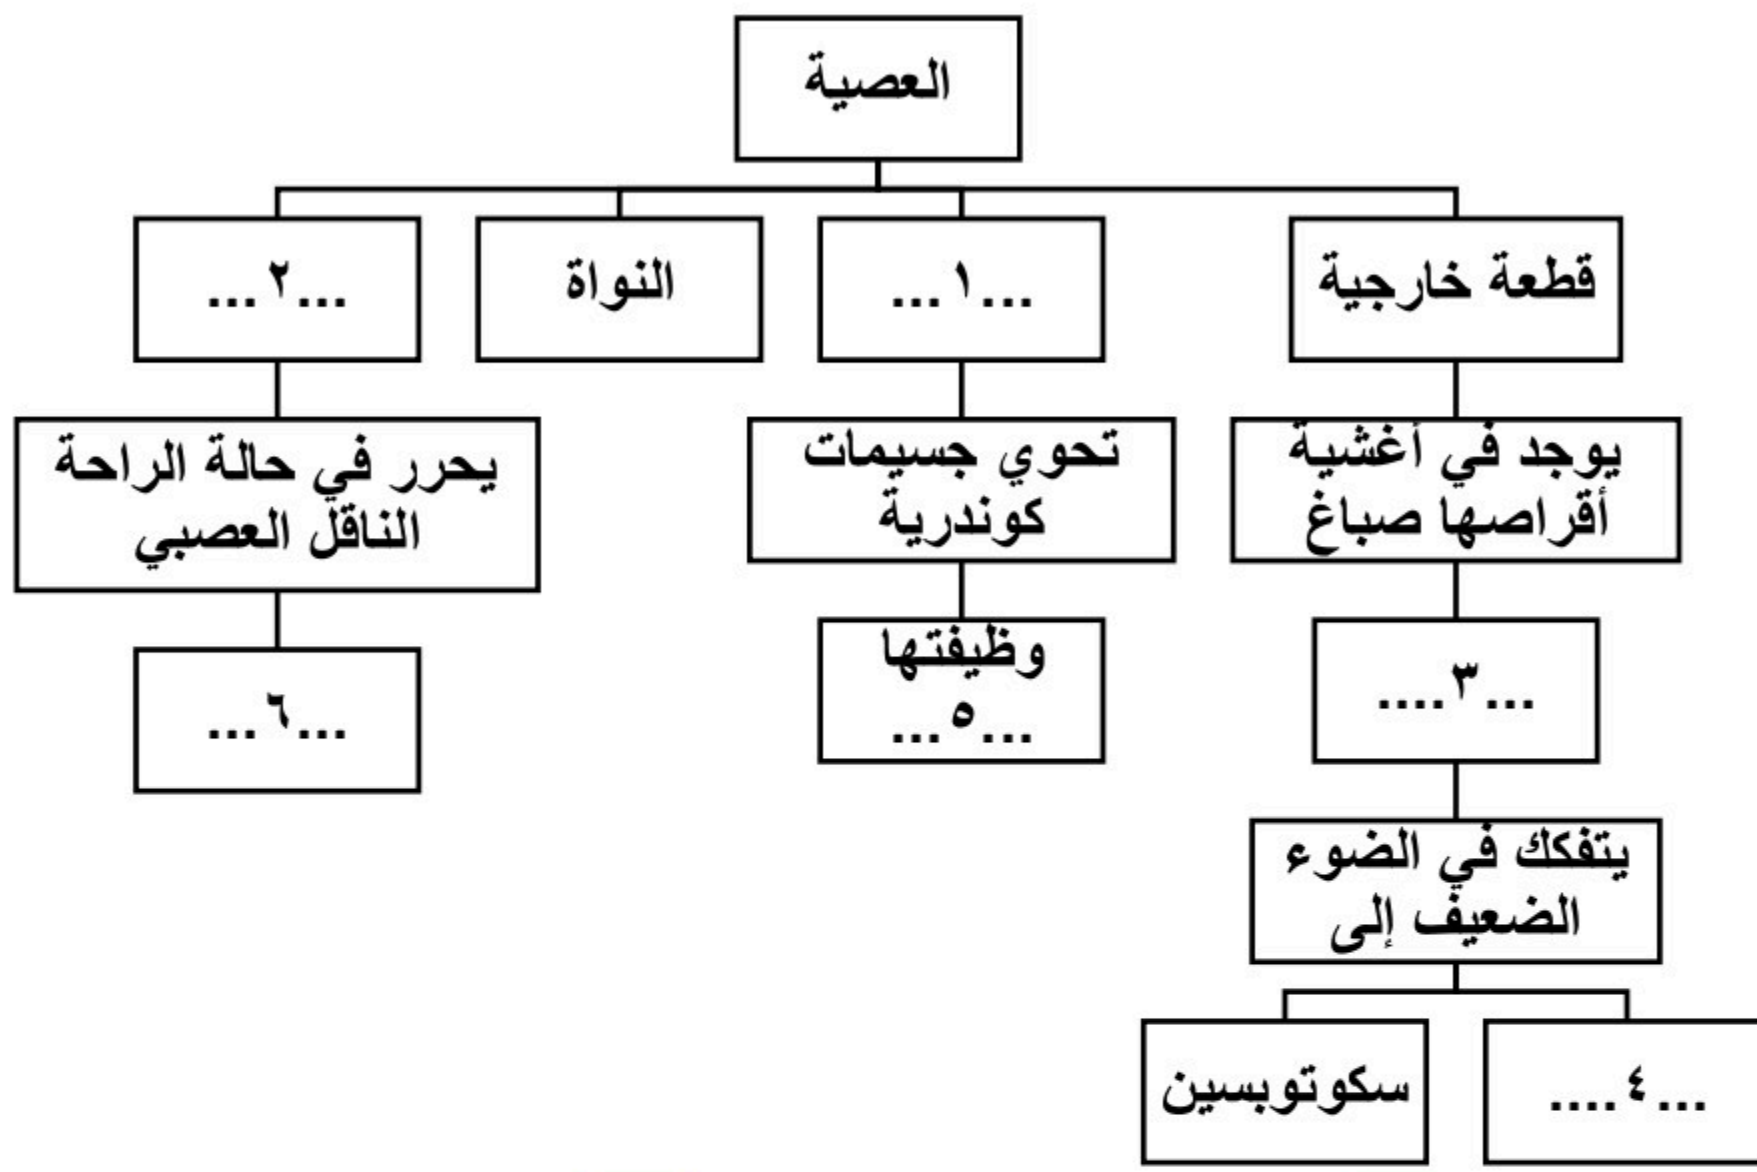 العصية
قطعة خارجية
...١...
النواة
...٢...
يوجد في أغشية
أقراصها صباغ
تحوي جسيمات
كوندرية
يحرر في حالة الراحة
الناقل العصبي
...٣....
وظيفتها
...٥...
...٦...
يتفكك في الضوء
الضعيف إلى
...٤....
سكوتوبسين